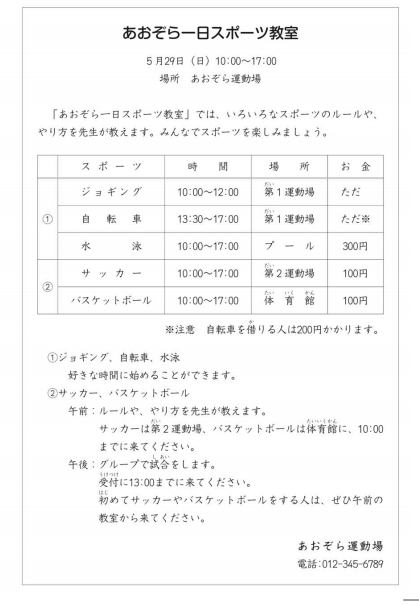 あおぞら一日スポーツ教室
5月29日（日）10:00～17:00
場所　あおぞら運動場
「あおぞら一日スポーツ教室」では、いろいろなスポーツのルールや、
やり方を先生が教えます。みんなでスポーツを楽しみましょう。
スポーツ　時間　場所　お金
①
ジョギング　10:00～12:00　第1運動場　ただ
自転車　13:30～17:00　第1運動場　ただ※
水泳　10:00～17:00　プール　300円
②
サッカー　10:00～17:00　第2運動場　100円
バスケットボール　10:00～17:00　体育館　100円
※注意　自転車を借りる人は200円かかります。
①ジョギング、自転車、水泳
好きな時間に始めることができます。
②サッカー、バスケットボール
午前：ルールや、やり方を先生が教えます。
サッカーは第2運動場、バスケットボールは体育館に、10:00
までに来てください。
午後：グループで試合をします。
受付に13:00までに来てください。
初めてサッカーやバスケットボールをする人は、ぜひ午前の
教室から来てください。
あおぞら運動場
電話：012-345-6789